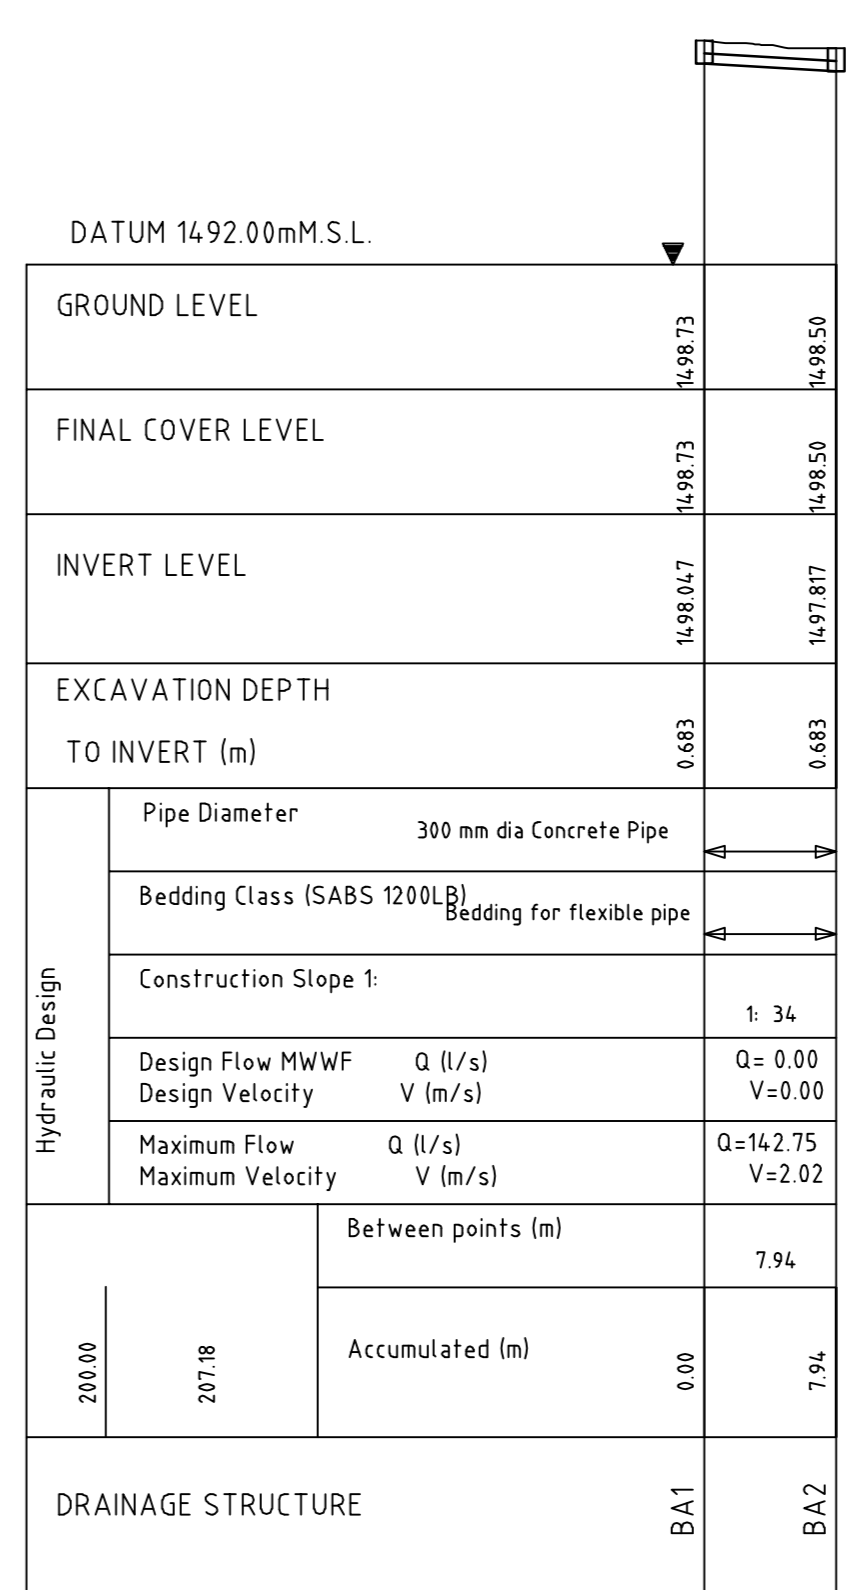 DATUM 1492.00mM.S.L.
GROUND LEVEL
1498.73
1498.50
FINAL COVER LEVEL
1498.73
1498.50
INVERT LEVEL
1498.047
1497.817
EXCAVATION DEPTH
TO INVERT (m)
0.683
0.683
Hydraulic Design
Pipe Diameter
300 mm dia Concrete Pipe
Bedding Class (SABS 1200LB)
Bedding for flexible pipe
Construction Slope 1:
1: 34
Design Flow MWWF Q (l/s)
Q= 0.00
Design Velocity V (m/s)
V=0.00
Maximum Flow Q (l/s)
Q=142.75
Maximum Velocity V (m/s)
V=2.02
Between points (m)
7.94
200.00
207.18
Accumulated (m)
0.00
7.94
DRAINAGE STRUCTURE
BA1
BA2